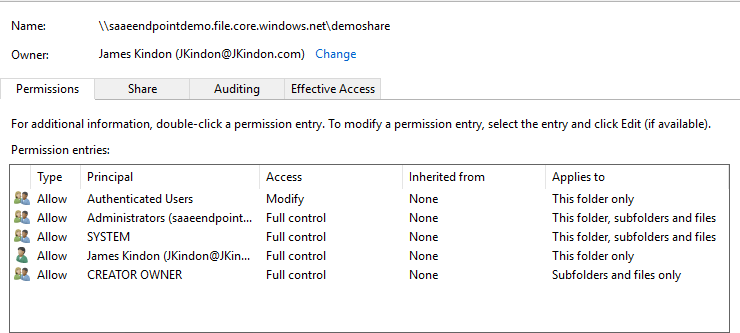 Name: \\saaeendpointdemo.file.core.windows.net\demoshare
Owner: James Kindon (JKindon@JKindon.com) Change
Permissions Share Auditing Effective Access
For additional information, double-click a permission entry. To modify a permission entry, select the entry and click Edit (if available).
Permission entries:
Type Principal Access Inherited from Applies to
Allow Authenticated Users Modify None This folder only
Allow Administrators (saaeendpoint... Full control None This folder, subfolders and files
Allow SYSTEM Full control None This folder, subfolders and files
Allow James Kindon (JKindon@JKin... Full control None This folder only
Allow CREATOR OWNER Full control None Subfolders and files only